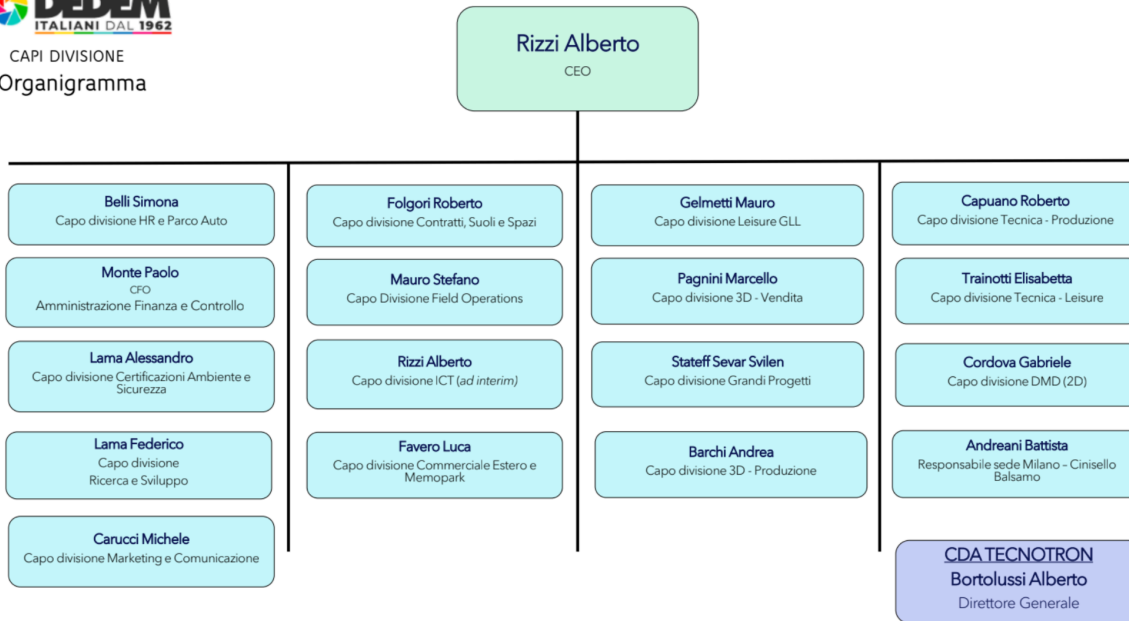 DEDEM
ITALIANI DAL 1962
CAPI DIVISIONE
Organigramma
Rizzi Alberto
CEO
Belli Simona
Capo divisione HR e Parco Auto
Monte Paolo
CFO
Amministrazione Finanza e Controllo
Lama Alessandro
Capo divisione Certificazioni Ambiente e
Sicurezza
Lama Federico
Capo divisione
Ricerca e Sviluppo
Carucci Michele
Capo divisione Marketing e Comunicazione
Folgori Roberto
Capo divisione Contratti, Suoli e Spazi
Mauro Stefano
Capo Divisione Field Operations
Rizzi Alberto
Capo divisione ICT (ad interim)
Favero Luca
Capo divisione Commerciale Estero e
Memopark
Gelmetti Mauro
Capo divisione Leisure GLL
Pagnini Marcello
Capo divisione 3D - Vendita
Stateff Sevar Svilen
Capo divisione Grandi Progetti
Barchi Andrea
Capo divisione 3D - Produzione
Capuano Roberto
Capo divisione Tecnica - Produzione
Trainotti Elisabetta
Capo divisione Tecnica - Leisure
Cordova Gabriele
Capo divisione DMD (2D)
Andreani Battista
Responsabile sede Milano – Cinisello
Balsamo
CDA TECNOTRON
Bortolussi Alberto
Direttore Generale